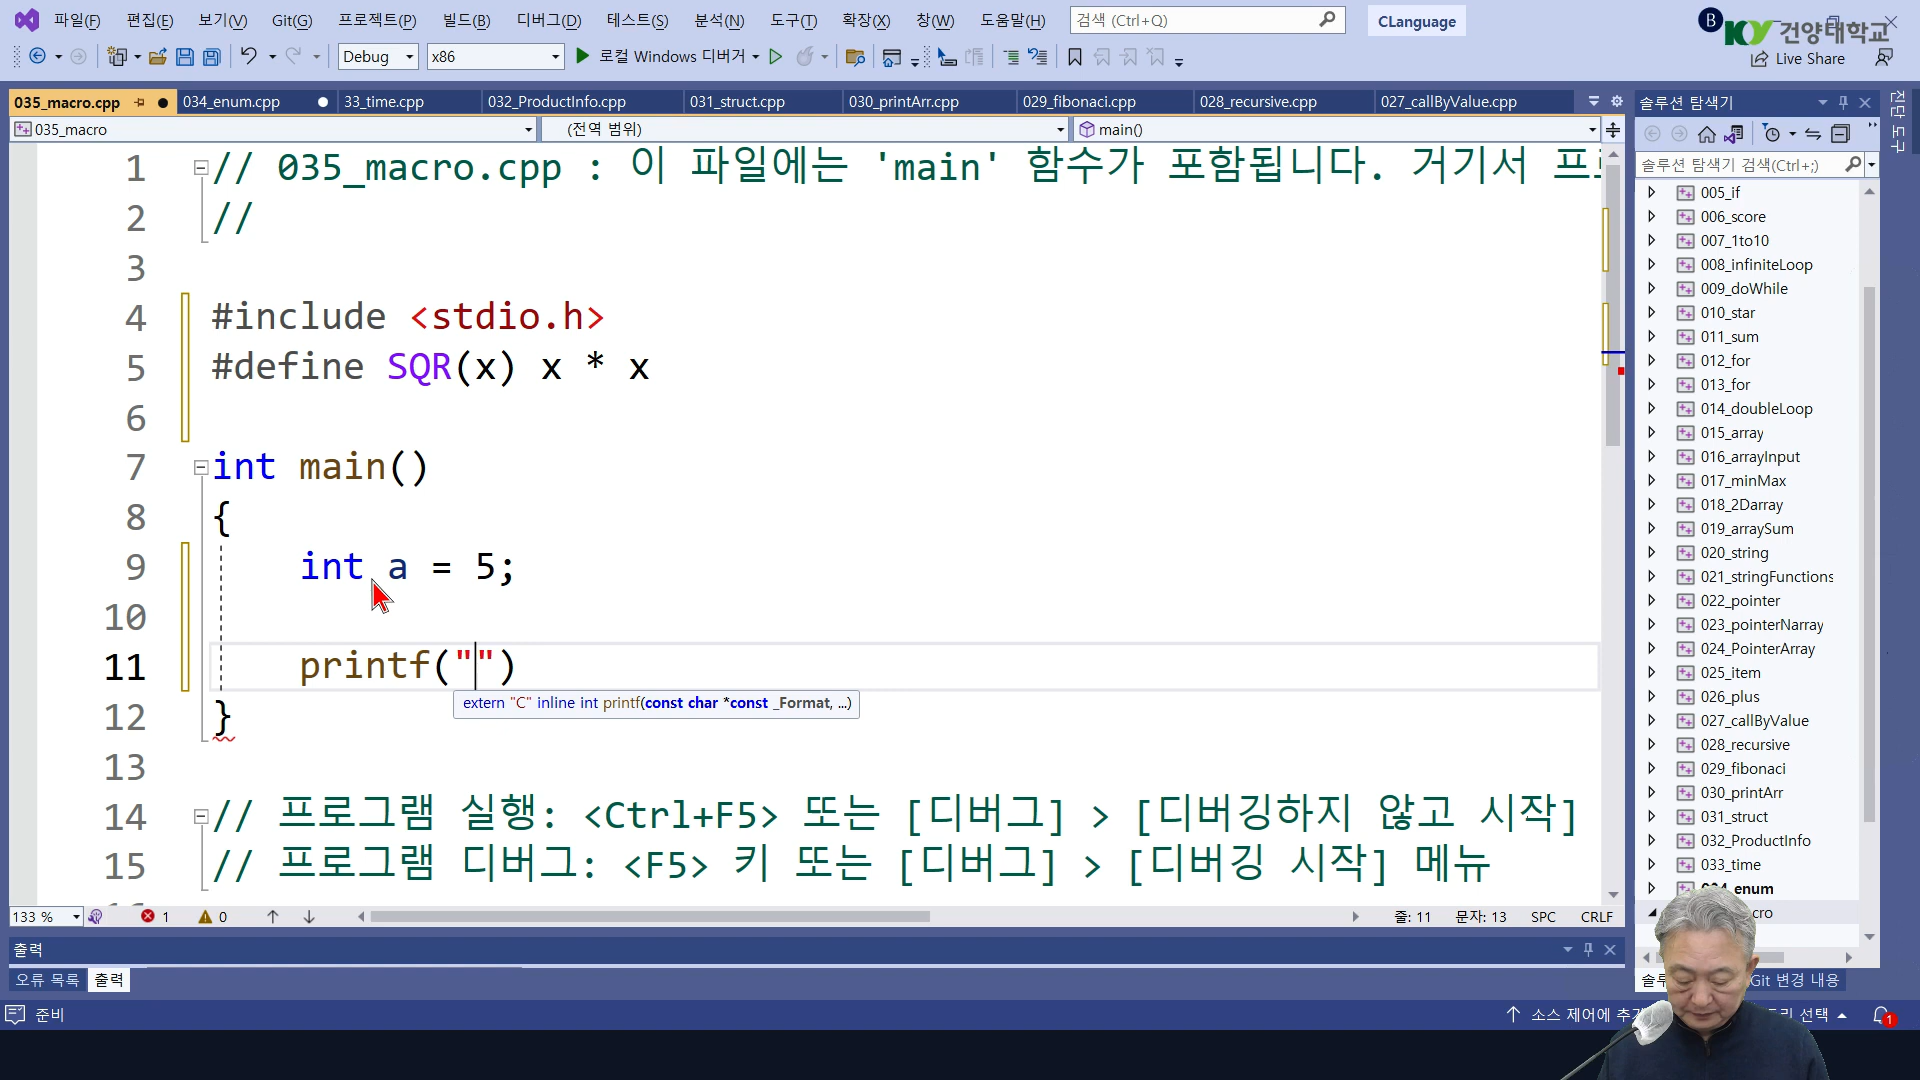 파일(F) 편집(E) 보기(V) Git(G) 프로젝트(P) 빌드(B) 디버그(D) 테스트(S) 분석(N) 도구(T) 확장(X) 창(W) 도움말(H) 검색 (Ctrl+Q) CLanguage
B KY 건양대학교
Debug x86 로컬 Windows 디버거 Live Share
035_macro.cpp 034_enum.cpp 33_time.cpp 032_ProductInfo.cpp 031_struct.cpp 030_printArr.cpp 029_fibonaci.cpp 028_recursive.cpp 027_callByValue.cpp
035_macro (전역 범위) main()
1 // 035_macro.cpp : 이 파일에는 'main' 함수가 포함됩니다. 거기서
2 //
3
4 #include <stdio.h>
5 #define SQR(x) x * x
6
7 int main()
8 {
9 int a = 5;
10
11 printf("")
extern "C" inline int printf(const char *const _Format, ...)
12 }
13
14 // 프로그램 실행: <Ctrl+F5> 또는 [디버그] > [디버깅하지 않고 시작]
15 // 프로그램 디버그: <F5> 키 또는 [디버그] > [디버깅 시작] 메뉴
133 % 1 0 줄: 11 문자: 13 SPC CRLF
출력
오류 목록 출력
준비
솔루션 탐색기
솔루션 탐색기 검색(Ctrl+;)
005_if
006_score
007_1to10
008_infiniteLoop
009_doWhile
010_star
011_sum
012_for
013_for
014_doubleLoop
015_array
016_arrayInput
017_minMax
018_2Darray
019_arraySum
020_string
021_stringFunctions
022_pointer
023_pointerNarray
024_PointerArray
025_item
026_plus
027_callByValue
028_recursive
029_fibonaci
030_printArr
031_struct
032_ProductInfo
033_time
034_enum
Git 변경 내용
소스 제어에 추가 선택 1
진단 도구